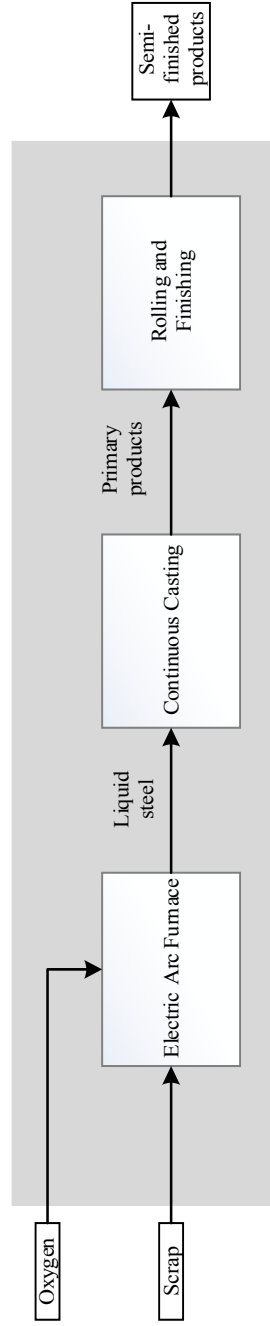 Oxygen
Scrap
Electric Arc Furnace
Liquid
steel
Continuous Casting
Primary
products
Rolling and
Finishing
Semi-
finished
products